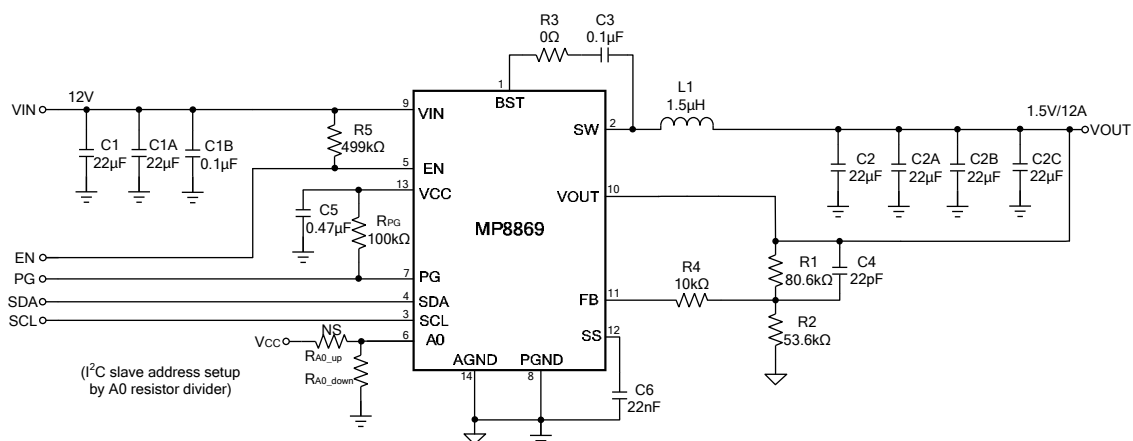 R3
0Ω
C3
0.1µF
1
BST
VIN
12V
9
VIN
C1
22µF
C1A
22µF
C1B
0.1µF
R5
499kΩ
5
EN
13
VCC
C5
0.47µF
RPG
100kΩ
MP8869
SW
2
L1
1.5µH
1.5V/12A
VOUT
C2
22µF
C2A
22µF
C2B
22µF
C2C
22µF
VOUT
10
EN
PG
7
PG
SDA
4
SDA
SCL
3
SCL
R4
10kΩ
R1
80.6kΩ
C4
22pF
FB
11
R2
53.6kΩ
SS
12
VCC
NS
RA0_up
6
A0
RA0_down
AGND
14
PGND
8
C6
22nF
(I²C slave address setup
by A0 resistor divider)